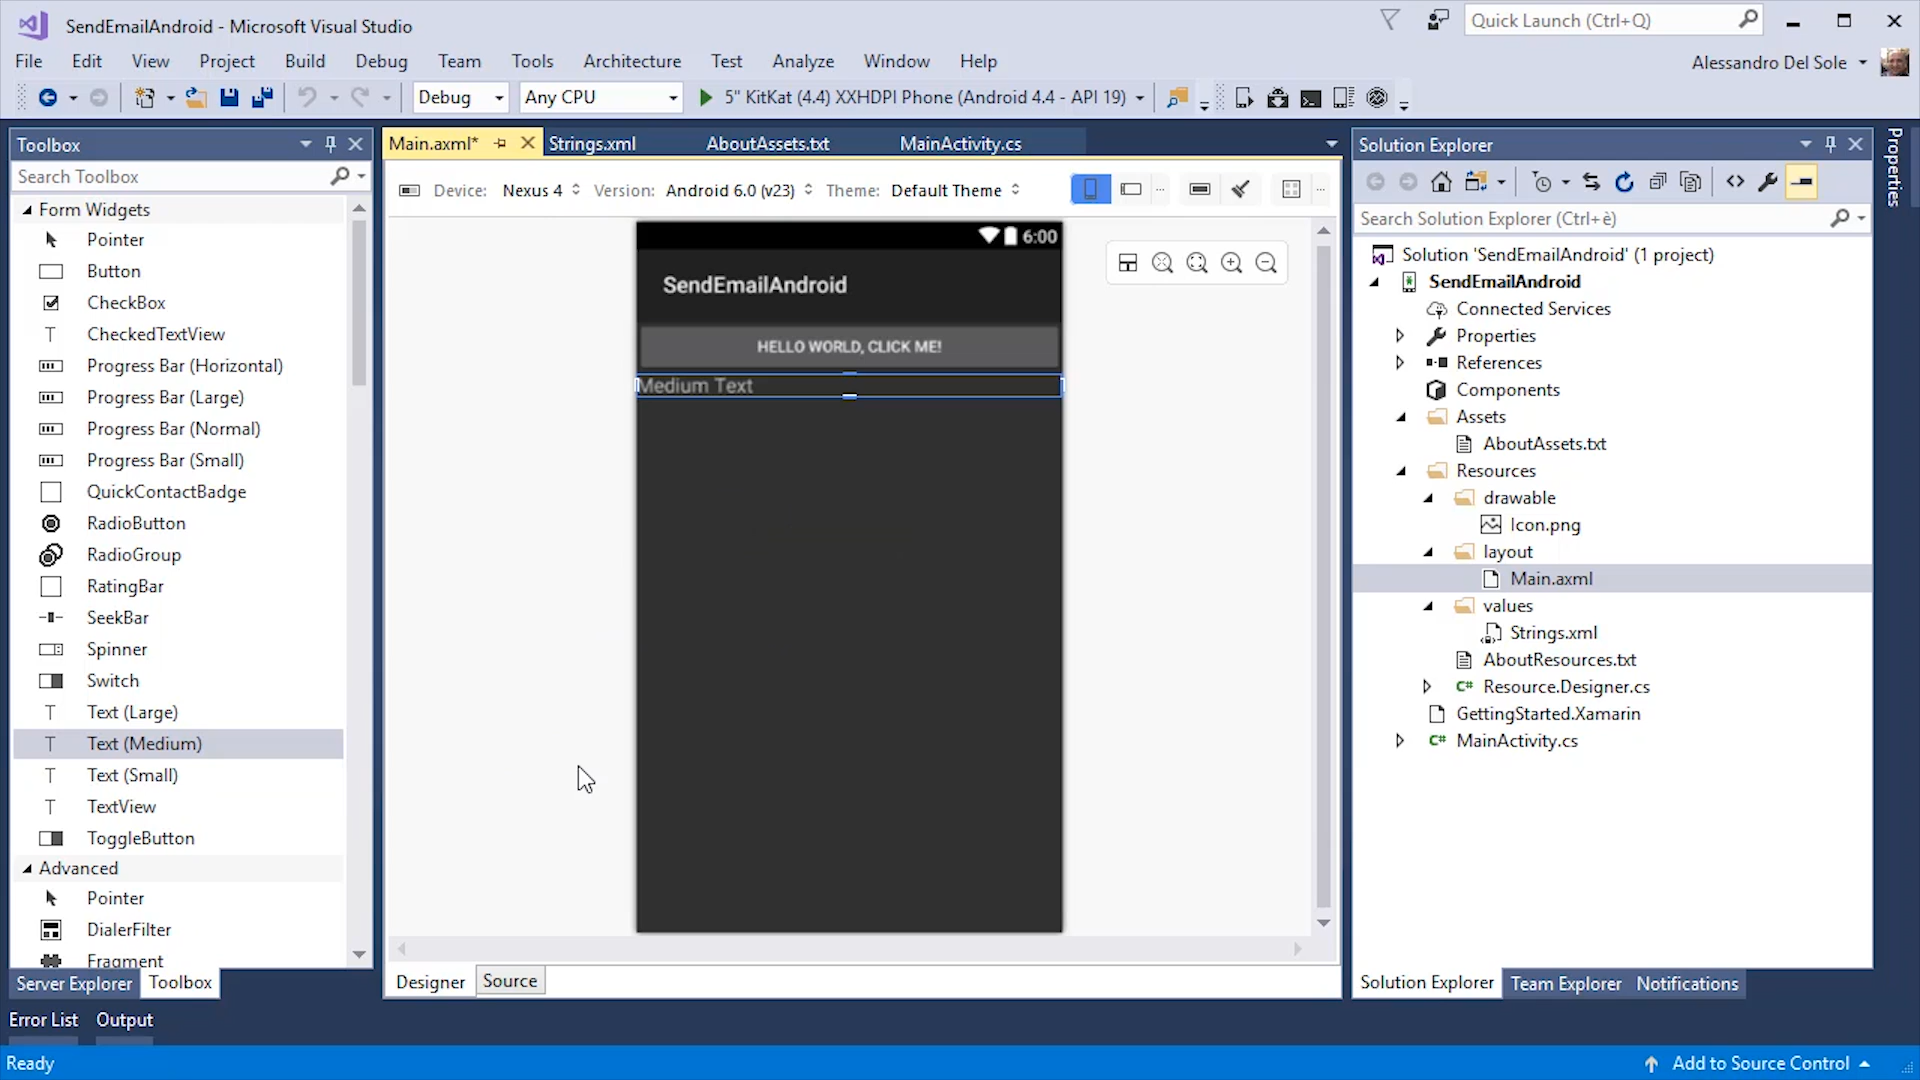 SendEmailAndroid - Microsoft Visual Studio
Quick Launch (Ctrl+Q)
File Edit View Project Build Debug Team Tools Architecture Test Analyze Window Help
Alessandro Del Sole
Debug Any CPU 5" KitKat (4.4) XXHDPI Phone (Android 4.4 - API 19)
Toolbox
Search Toolbox
Form Widgets
Pointer
Button
CheckBox
CheckedTextView
Progress Bar (Horizontal)
Progress Bar (Large)
Progress Bar (Normal)
Progress Bar (Small)
QuickContactBadge
RadioButton
RadioGroup
RatingBar
SeekBar
Spinner
Switch
Text (Large)
Text (Medium)
Text (Small)
TextView
ToggleButton
Advanced
Pointer
DialerFilter
Fragment
Server Explorer Toolbox
Main.axml* Strings.xml AboutAssets.txt MainActivity.cs
Device: Nexus 4 Version: Android 6.0 (v23) Theme: Default Theme
6:00
SendEmailAndroid
HELLO WORLD, CLICK ME!
Medium Text
Designer Source
Solution Explorer
Search Solution Explorer (Ctrl+è)
Solution 'SendEmailAndroid' (1 project)
SendEmailAndroid
Connected Services
Properties
References
Components
Assets
AboutAssets.txt
Resources
drawable
Icon.png
layout
Main.axml
values
Strings.xml
AboutResources.txt
Resource.Designer.cs
GettingStarted.Xamarin
MainActivity.cs
Solution Explorer Team Explorer Notifications
Properties
Error List Output
Ready
Add to Source Control